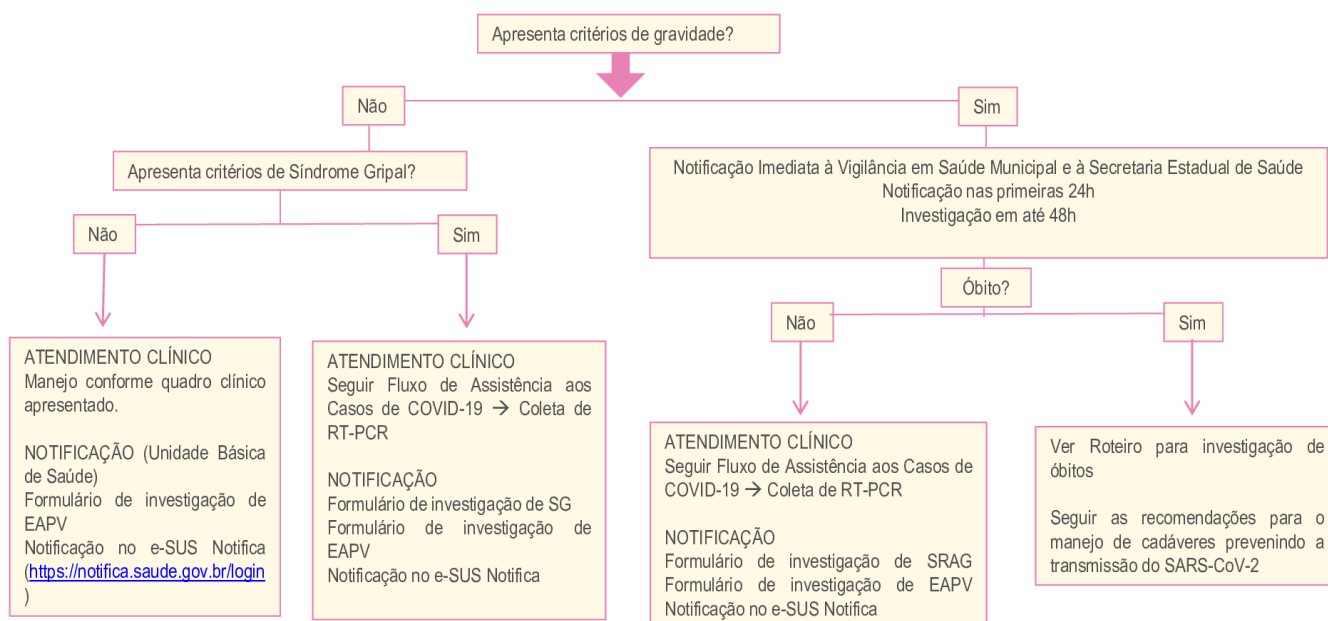 Apresenta critérios de gravidade?
Não
Sim
Apresenta critérios de Síndrome Gripal?
Notificação Imediata à Vigilância em Saúde Municipal e à Secretaria Estadual de Saúde
Notificação nas primeiras 24h
Investigação em até 48h
Não
Sim
Óbito?
Não
Sim
ATENDIMENTO CLÍNICO
Manejo conforme quadro clínico
apresentado.
NOTIFICAÇÃO (Unidade Básica
de Saúde)
Formulário de investigação de
EAPV
Notificação no e-SUS Notifica
(https://notifica.saude.gov.br/login
)
ATENDIMENTO CLÍNICO
Seguir Fluxo de Assistência aos
Casos de COVID-19 → Coleta de
RT-PCR
NOTIFICAÇÃO
Formulário de investigação de SG
Formulário de investigação de
EAPV
Notificação no e-SUS Notifica
ATENDIMENTO CLÍNICO
Seguir Fluxo de Assistência aos Casos de
COVID-19 → Coleta de RT-PCR
NOTIFICAÇÃO
Formulário de investigação de SRAG
Formulário de investigação de EAPV
Notificação no e-SUS Notifica
Ver Roteiro para investigação de
óbitos
Seguir as recomendações para o
manejo de cadáveres prevenindo a
transmissão do SARS-CoV-2